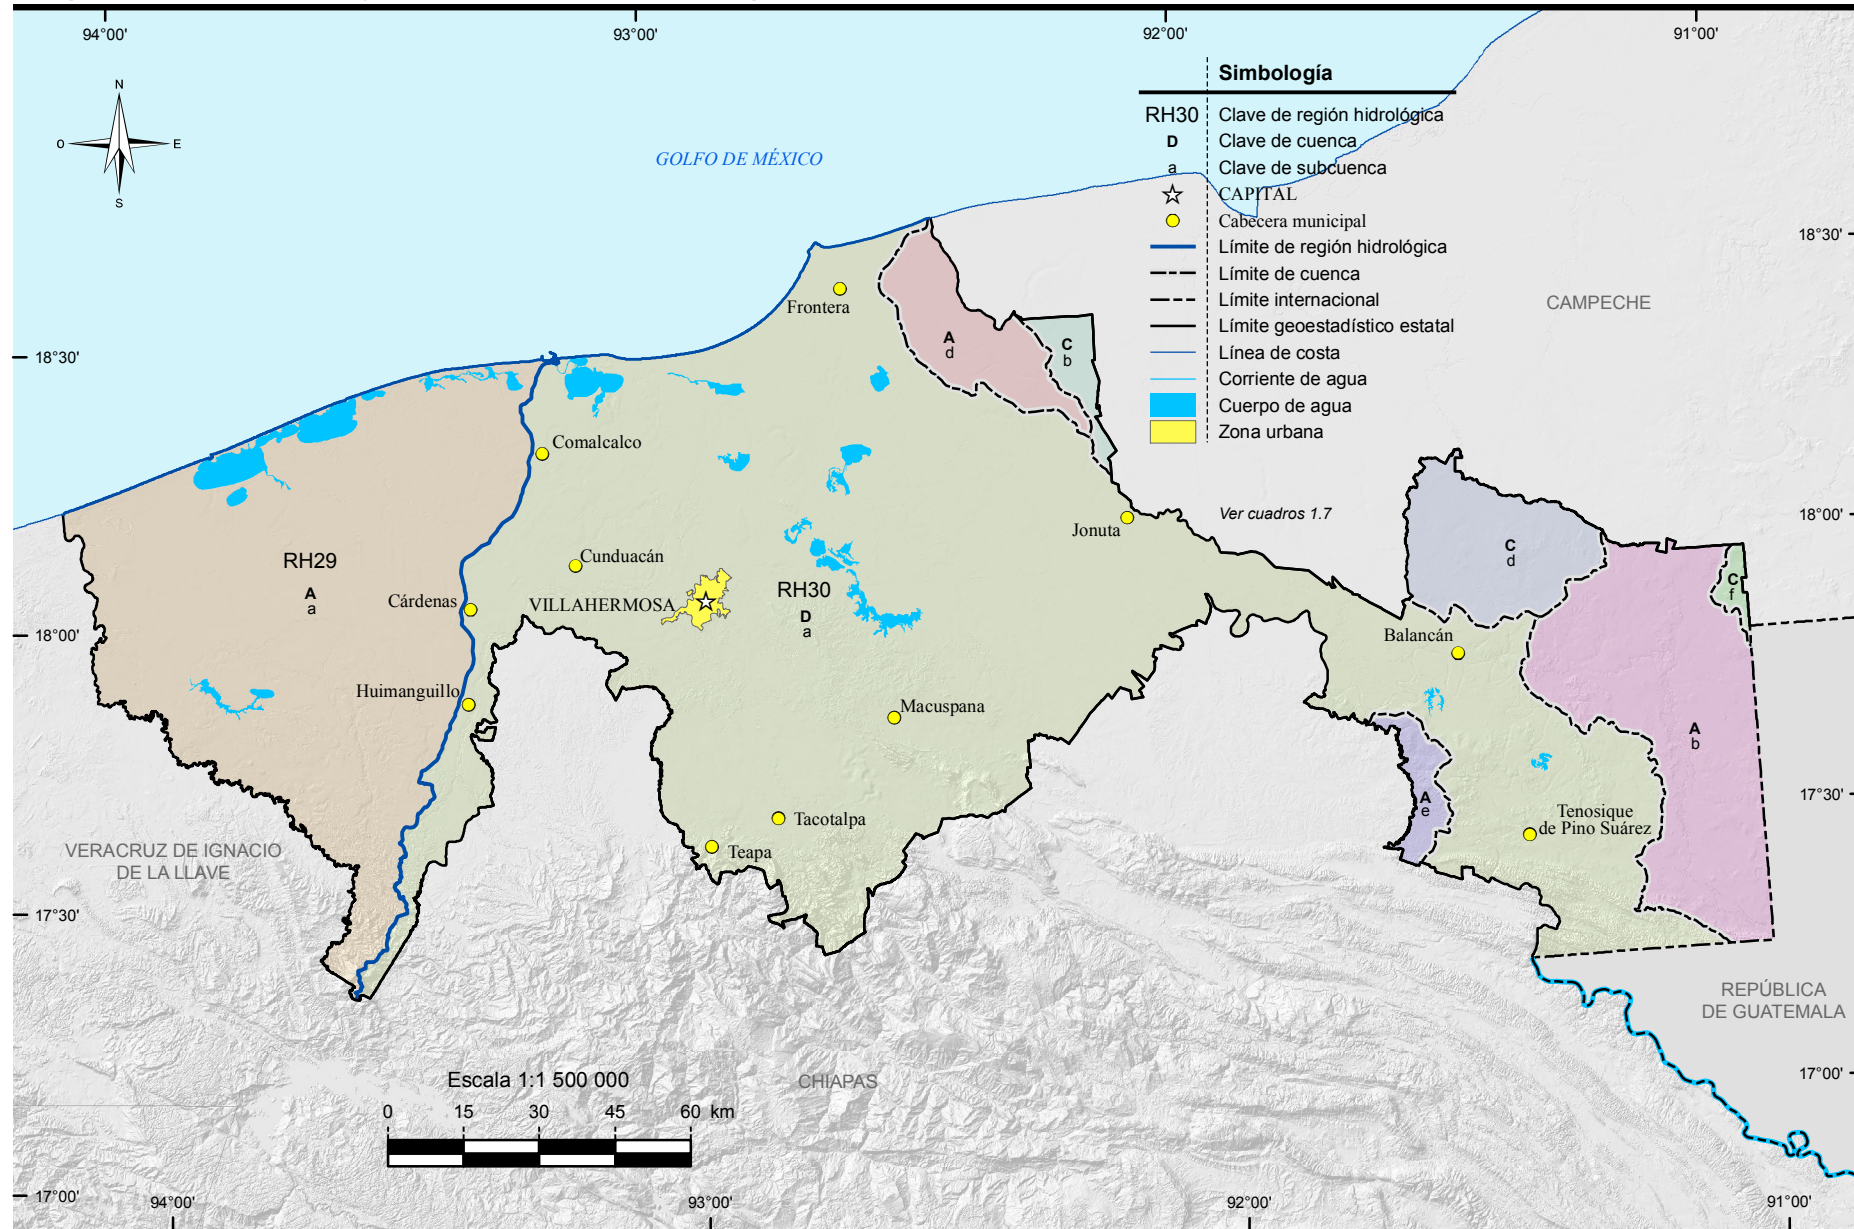 94°00'
93°00'
92°00'
91°00'
N
O
E
S
GOLFO DE MÉXICO
Simbología
RH30 Clave de región hidrológica
D Clave de cuenca
a Clave de subcuenca
CAPITAL
Cabecera municipal
Límite de región hidrológica
Límite de cuenca
Límite internacional
Límite geoestadístico estatal
Línea de costa
Corriente de agua
Cuerpo de agua
Zona urbana
Ver cuadros 1.7
18°30'
CAMPECHE
Frontera
A
d
C
b
18°30'
Comalcalco
Jonuta
18°00'
RH29
A
a
Cunduacán
Cárdenas
VILLAHERMOSA
RH30
D
a
C
d
C
f
18°00'
Balancán
Huimanguillo
Macuspana
A
b
17°30'
A
e
Tenosique
de Pino Suárez
Tacotalpa
Teapa
VERACRUZ DE IGNACIO
DE LA LLAVE
17°30'
REPÚBLICA
DE GUATEMALA
CHIAPAS
17°00'
Escala 1:1 500 000
0 15 30 45 60 km
17°00'
94°00'
93°00'
92°00'
91°00'